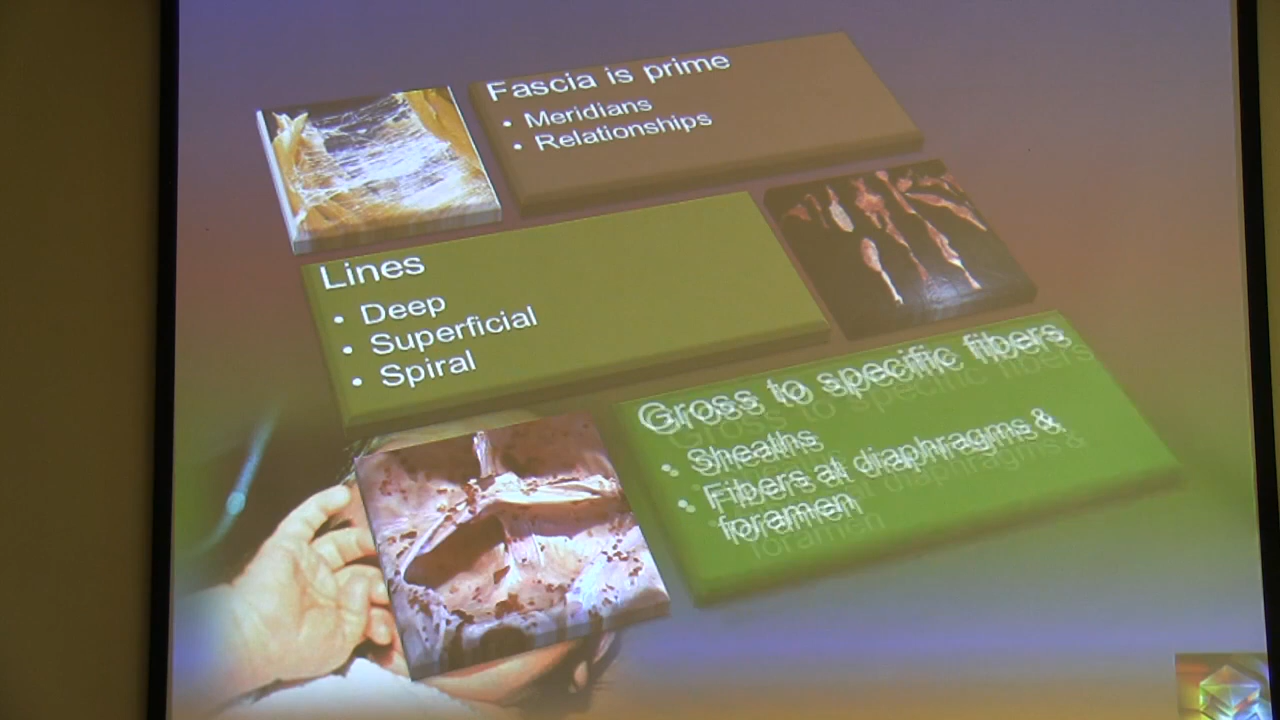 Fascia is prime
• Meridians
• Relationships
Lines
• Deep
• Superficial
• Spiral
Gross to specific fibers
• Sheaths
• Fibers at diaphragms &
foramen